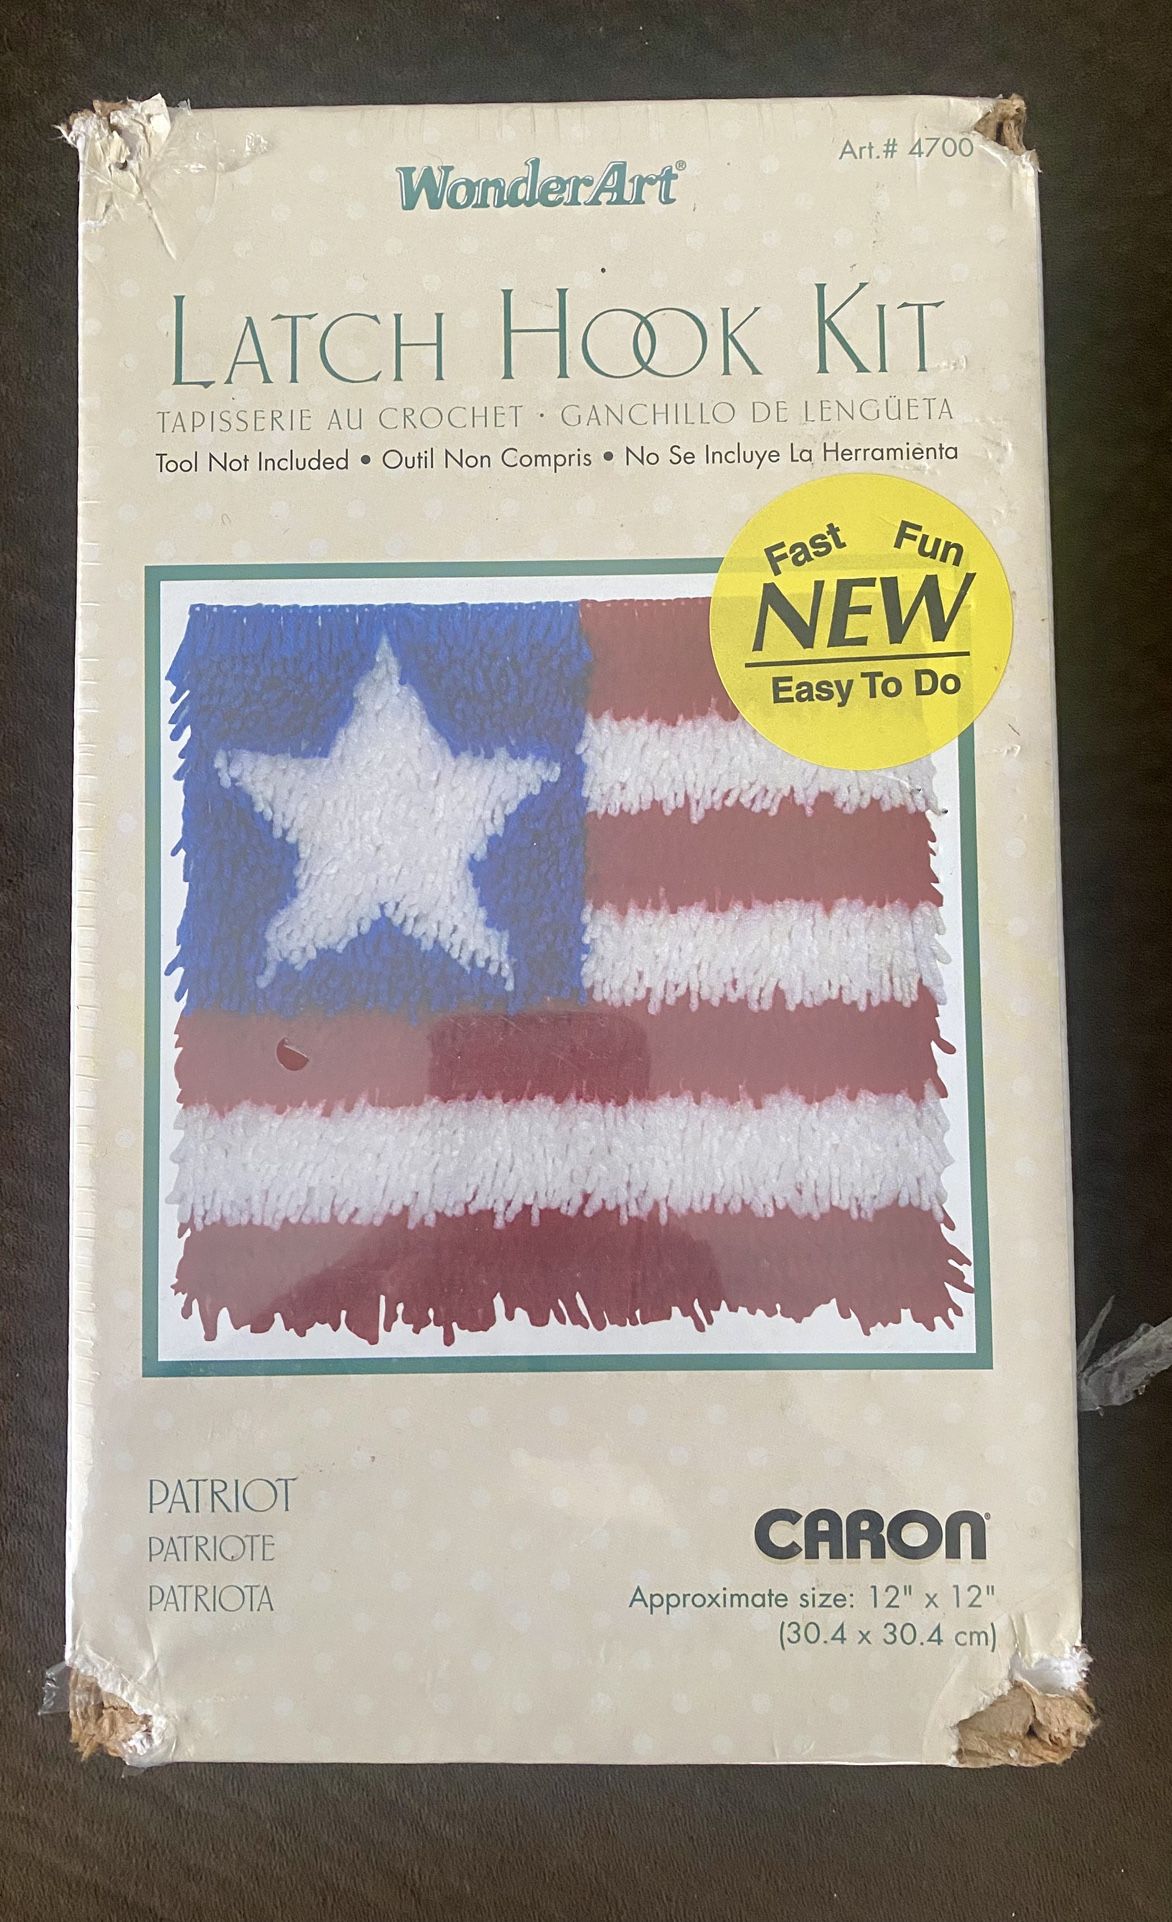 Art.# 4700
WonderArt®
LATCH HOOK KIT
TAPISSERIE AU CROCHET · GANCHILLO DE LENGÜETA
Tool Not Included • Outil Non Compris • No Se Incluye La Herramienta
Fast Fun
NEW
Easy To Do
PATRIOT
PATRIOTE
PATRIOTA
CARON®
Approximate size: 12" x 12"
(30.4 x 30.4 cm)